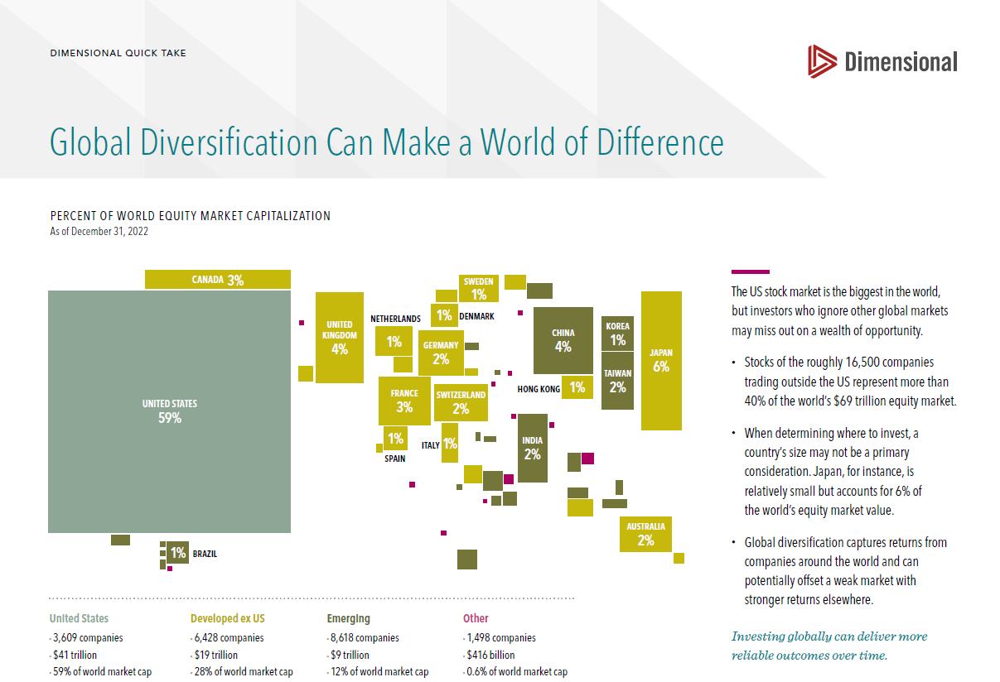 DIMENSIONAL QUICK TAKE
Dimensional
Global Diversification Can Make a World of Difference
PERCENT OF WORLD EQUITY MARKET CAPITALIZATION
As of December 31, 2022
CANADA 3%
UNITED STATES
59%
BRAZIL
1%
UNITED
KINGDOM
4%
NETHERLANDS
1%
SWEDEN
1%
1% DENMARK
GERMANY
2%
FRANCE
3%
SWITZERLAND
2%
1%
SPAIN
ITALY 1%
CHINA
4%
HONG KONG 1%
KOREA
1%
TAIWAN
2%
JAPAN
6%
INDIA
2%
AUSTRALIA
2%
The US stock market is the biggest in the world,
but investors who ignore other global markets
may miss out on a wealth of opportunity.
• Stocks of the roughly 16,500 companies
trading outside the US represent more than
40% of the world's $69 trillion equity market.
• When determining where to invest, a
country's size may not be a primary
consideration. Japan, for instance, is
relatively small but accounts for 6% of
the world's equity market value.
• Global diversification captures returns from
companies around the world and can
potentially offset a weak market with
stronger returns elsewhere.
Investing globally can deliver more
reliable outcomes over time.
United States
· 3,609 companies
· $41 trillion
· 59% of world market cap
Developed ex US
· 6,428 companies
· $19 trillion
· 28% of world market cap
Emerging
· 8,618 companies
· $9 trillion
· 12% of world market cap
Other
· 1,498 companies
· $416 billion
· 0.6% of world market cap